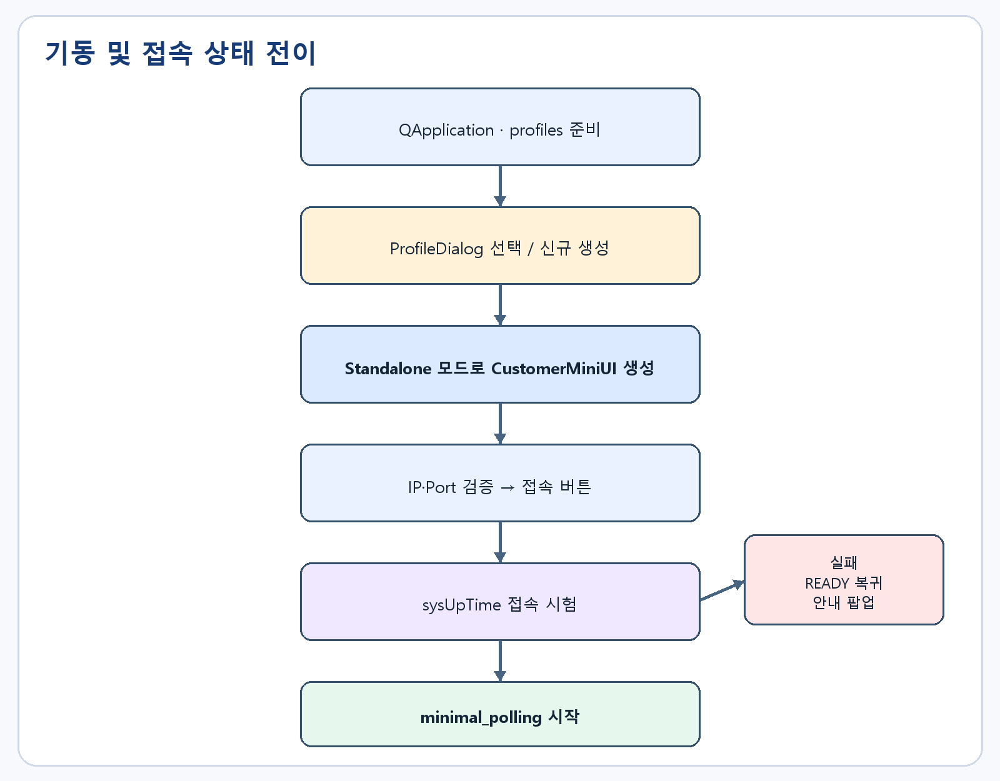 기동 및 접속 상태 전이
QApplication · profiles 준비
ProfileDialog 선택 / 신규 생성
Standalone 모드로 CustomerMiniUI 생성
IP·Port 검증 → 접속 버튼
sysUpTime 접속 시험
실패
READY 복귀
안내 팝업
minimal_polling 시작